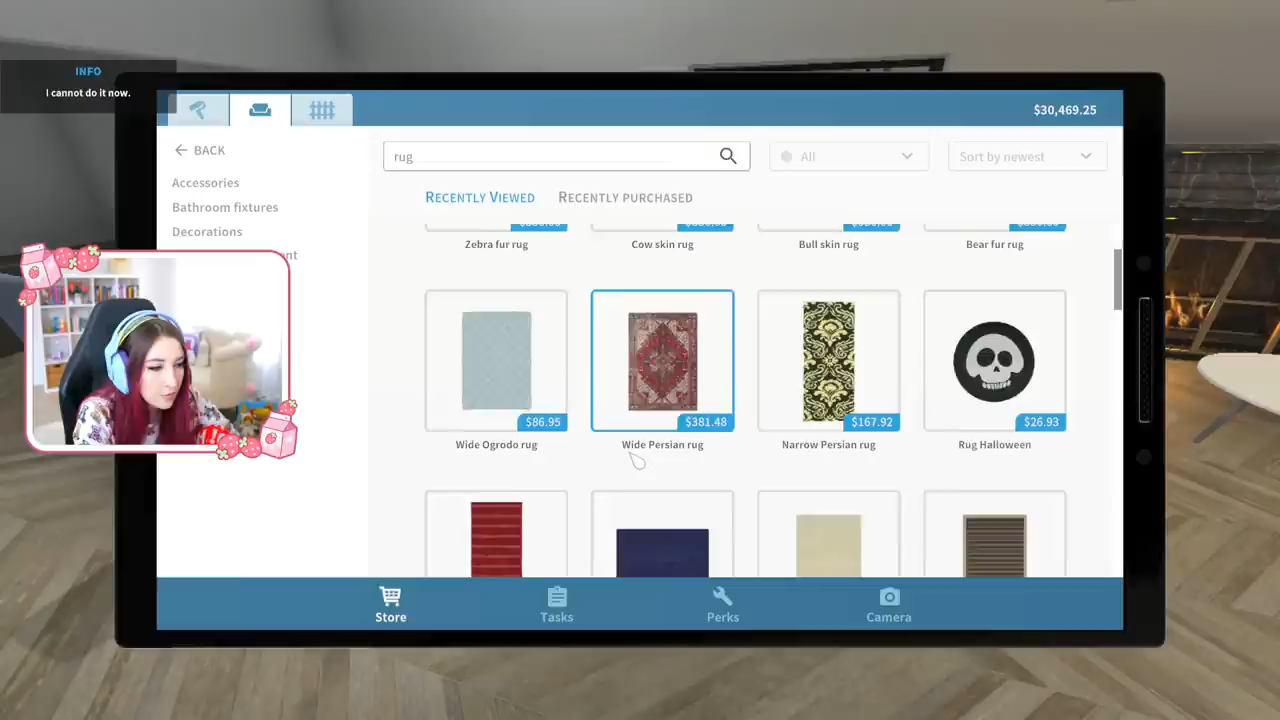 INFO
I cannot do it now.
$30,469.25
BACK
rug
All
Sort by newest
Accessories
Bathroom fixtures
Decorations
RECENTLY VIEWED
RECENTLY PURCHASED
Zebra fur rug
Cow skin rug
Bull skin rug
Bear fur rug
$86.95
$381.48
$167.92
$26.93
Wide Ogrodo rug
Wide Persian rug
Narrow Persian rug
Rug Halloween
Store
Tasks
Perks
Camera